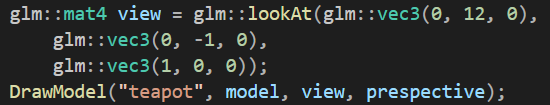 glm::mat4 view = glm::lookAt(glm::vec3(0, 12, 0),
glm::vec3(0, -1, 0),
glm::vec3(1, 0, 0));
DrawModel("teapot", model, view, prespective);